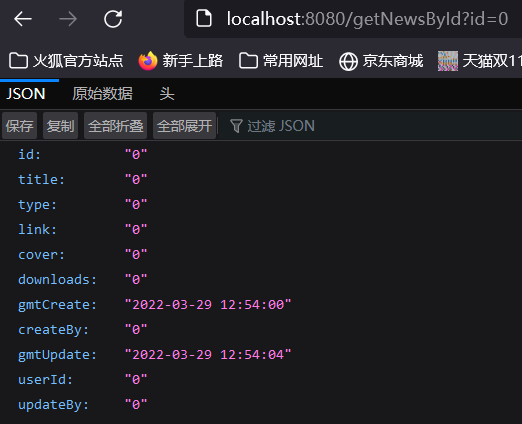 localhost:8080/getNewsById?id=0
火狐官方站点 新手上路 常用网址 京东商城 天猫双11
JSON 原始数据 头
保存 复制 全部折叠 全部展开 过滤 JSON
id: "0"
title: "0"
type: "0"
link: "0"
cover: "0"
downloads: "0"
gmtCreate: "2022-03-29 12:54:00"
createBy: "0"
gmtUpdate: "2022-03-29 12:54:04"
userId: "0"
updateBy: "0"